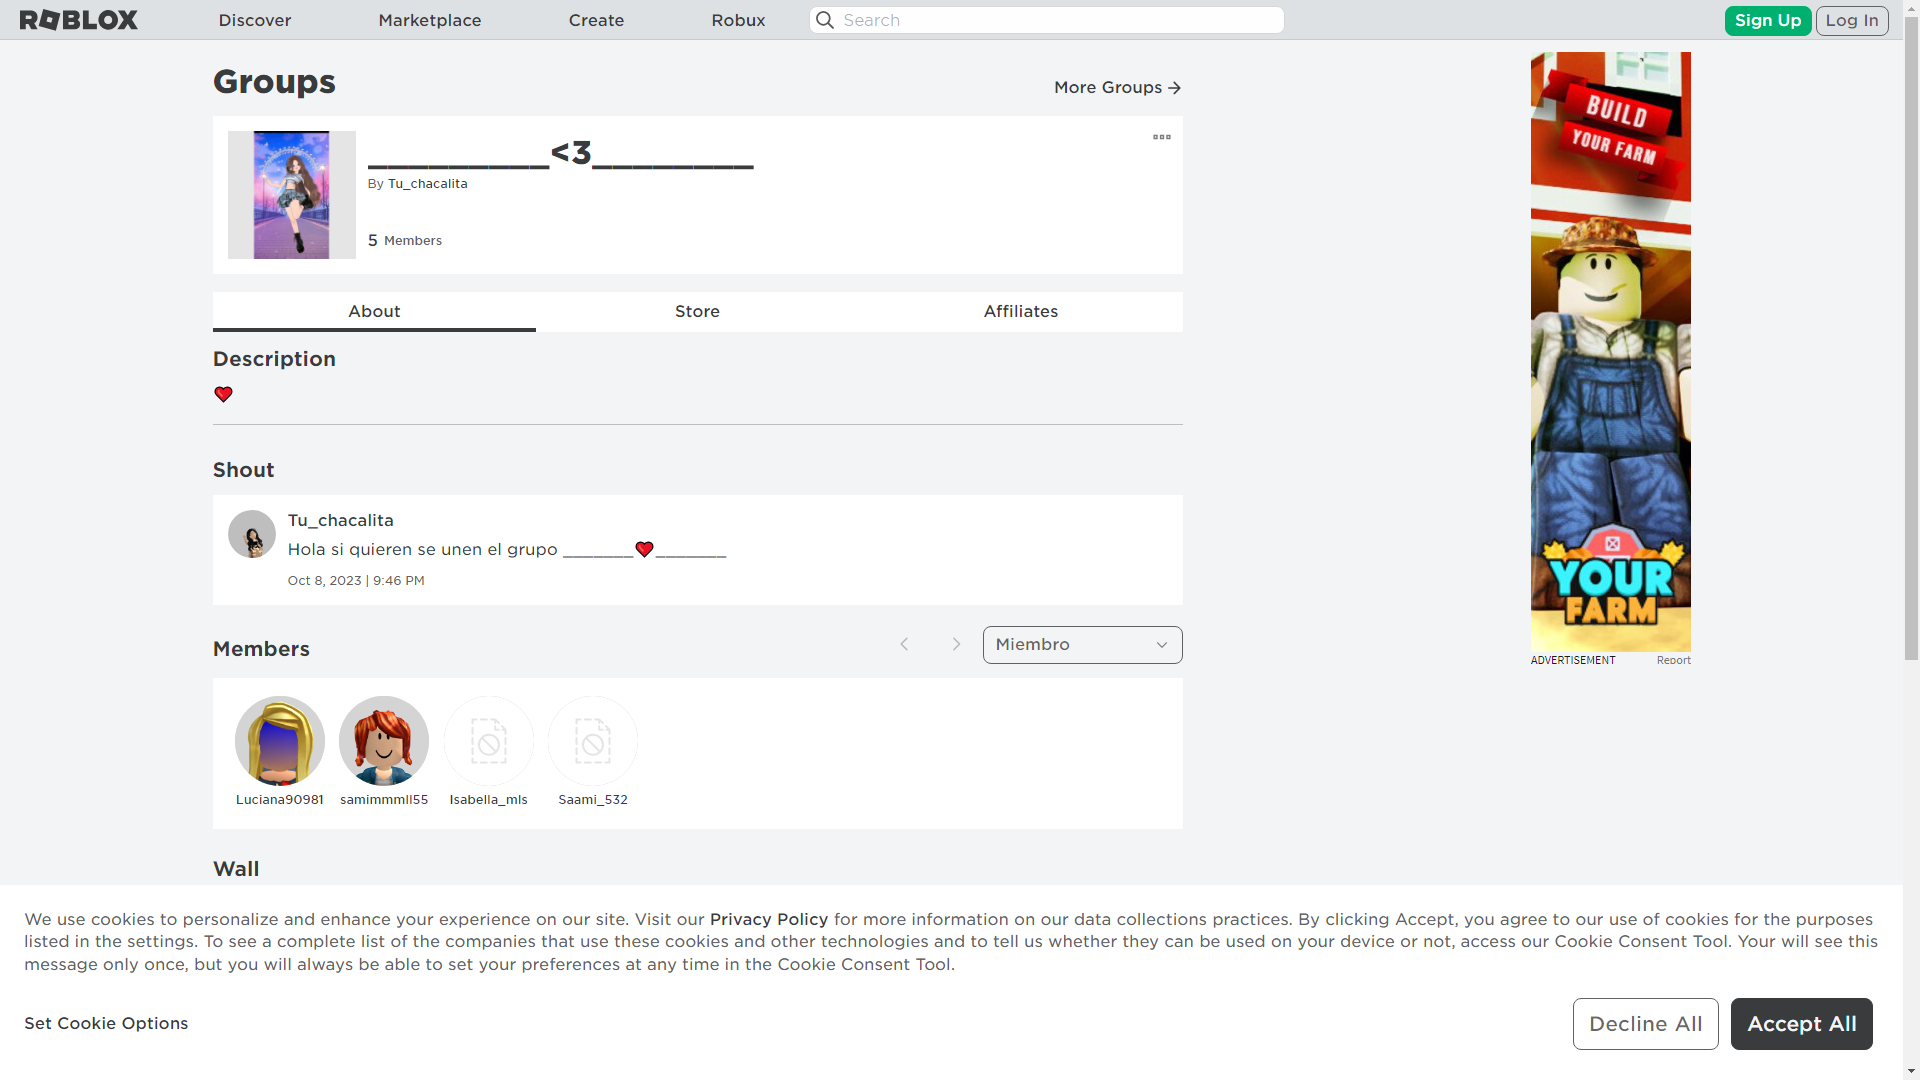 ROBLOX
Discover
Marketplace
Create
Robux
Search
Sign Up
Log In
Groups
More Groups
_________<3________
By Tu_chacalita
5 Members
About
Store
Affiliates
Description
❤️
Shout
Tu_chacalita
Hola si quieren se unen el grupo _______❤️_______
Oct 8, 2023 | 9:46 PM
Members
Miembro
Luciana90981
samimmmll55
Isabella_mls
Saami_532
Wall
BUILD
YOUR FARM
YOUR
FARM
ADVERTISEMENT
Report
We use cookies to personalize and enhance your experience on our site. Visit our Privacy Policy for more information on our data collections practices. By clicking Accept, you agree to our use of cookies for the purposes
listed in the settings. To see a complete list of the companies that use these cookies and other technologies and to tell us whether they can be used on your device or not, access our Cookie Consent Tool. Your will see this
message only once, but you will always be able to set your preferences at any time in the Cookie Consent Tool.
Set Cookie Options
Decline All
Accept All